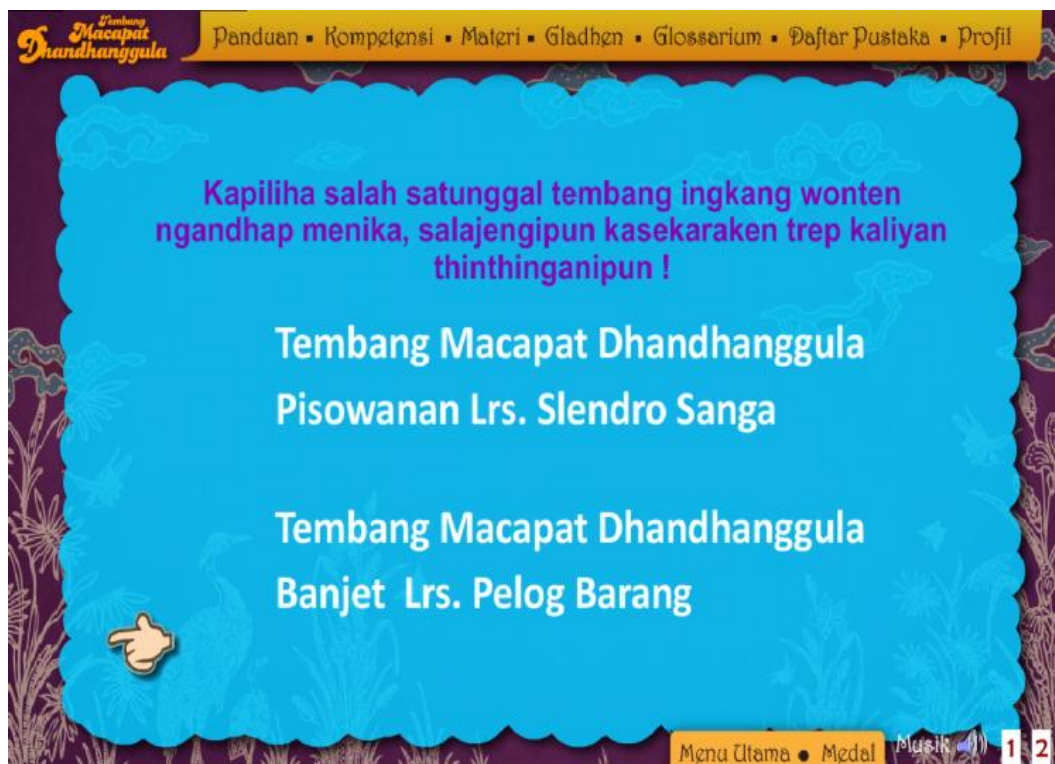 Tembang
Macapat
Dhandhanggula
Panduan ▪ Kompetensi ▪ Materi ▪ Gladhen ▪ Glossarium ▪ Daftar Pustaka ▪ Profil
Kapiliha salah satunggal tembang ingkang wonten
ngandhap menika, salajengipun kasekaraken trep kaliyan
thinthinganipun !
Tembang Macapat Dhandhanggula
Pisowanan Lrs. Slendro Sanga
Tembang Macapat Dhandhanggula
Banjet Lrs. Pelog Barang
Menu Utama ● Medal Musik 1 2